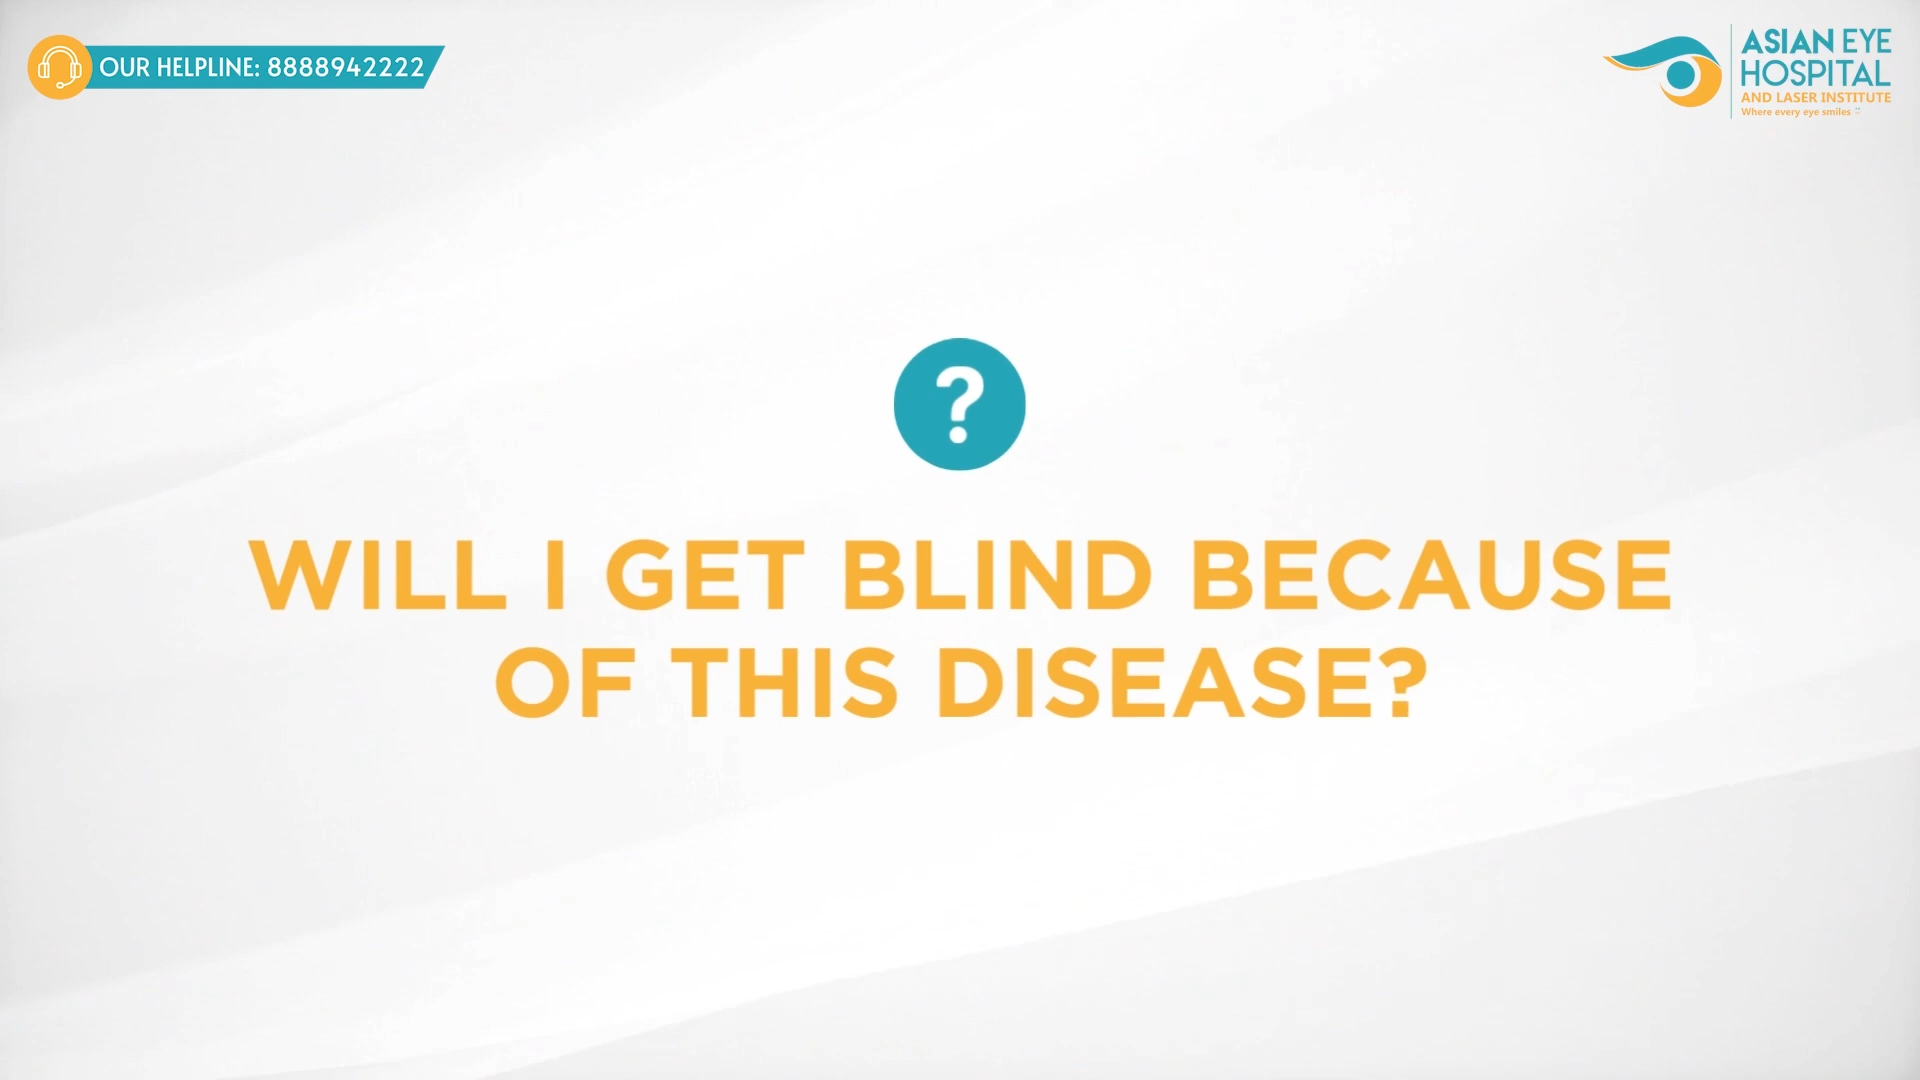 OUR HELPLINE: 8888942222
ASIAN EYE
HOSPITAL
AND LASER INSTITUTE
Where every eye smiles
?
WILL I GET BLIND BECAUSE
OF THIS DISEASE?